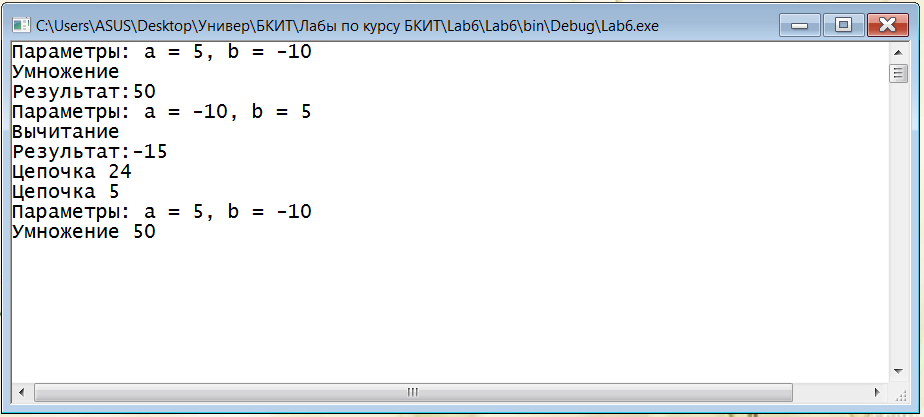 C:\Users\ASUS\Desktop\Универ\БКИТ\Лабы по курсу БКИТ\Lab6\Lab6\bin\Debug\Lab6.exe
Параметры: a = 5, b = -10
Умножение
Результат:50
Параметры: a = -10, b = 5
Вычитание
Результат:-15
Цепочка 24
Цепочка 5
Параметры: a = 5, b = -10
Умножение 50